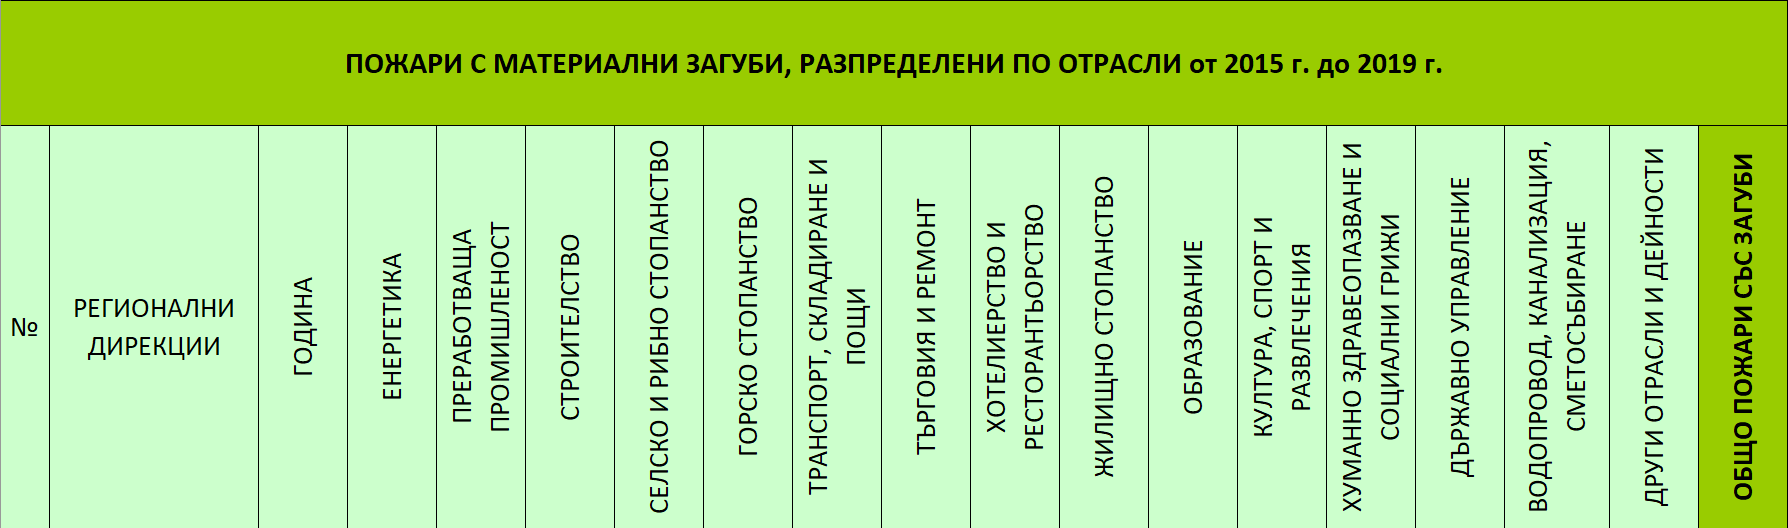 ПОЖАРИ С МАТЕРИАЛНИ ЗАГУБИ, РАЗПРЕДЕЛЕНИ ПО ОТРАСЛИ от 2015 г. до 2019 г.
№
РЕГИОНАЛНИ
ДИРЕКЦИИ
ГОДИНА
ЕНЕРГЕТИКА
ПРЕРАБОТВАЩА
ПРОМИШЛЕНОСТ
СТРОИТЕЛСТВО
СЕЛСКО И РИБНО СТОПАНСТВО
ГОРСКО СТОПАНСТВО
ТРАНСПОРТ, СКЛАДИРАНЕ И
ПОЩИ
ТЪРГОВИЯ И РЕМОНТ
ХОТЕЛИЕРСТВО И
РЕСТОРАНТЬОРСТВО
ЖИЛИЩНО СТОПАНСТВО
ОБРАЗОВАНИЕ
КУЛТУРА, СПОРТ И
РАЗВЛЕЧЕНИЯ
ХУМАННО ЗДРАВЕОПАЗВАНЕ И
СОЦИАЛНИ ГРИЖИ
ДЪРЖАВНО УПРАВЛЕНИЕ
ВОДОПРОВОД, КАНАЛИЗАЦИЯ,
СМЕТОСЪБИРАНЕ
ДРУГИ ОТРАСЛИ И ДЕЙНОСТИ
ОБЩО ПОЖАРИ СЪС ЗАГУБИ